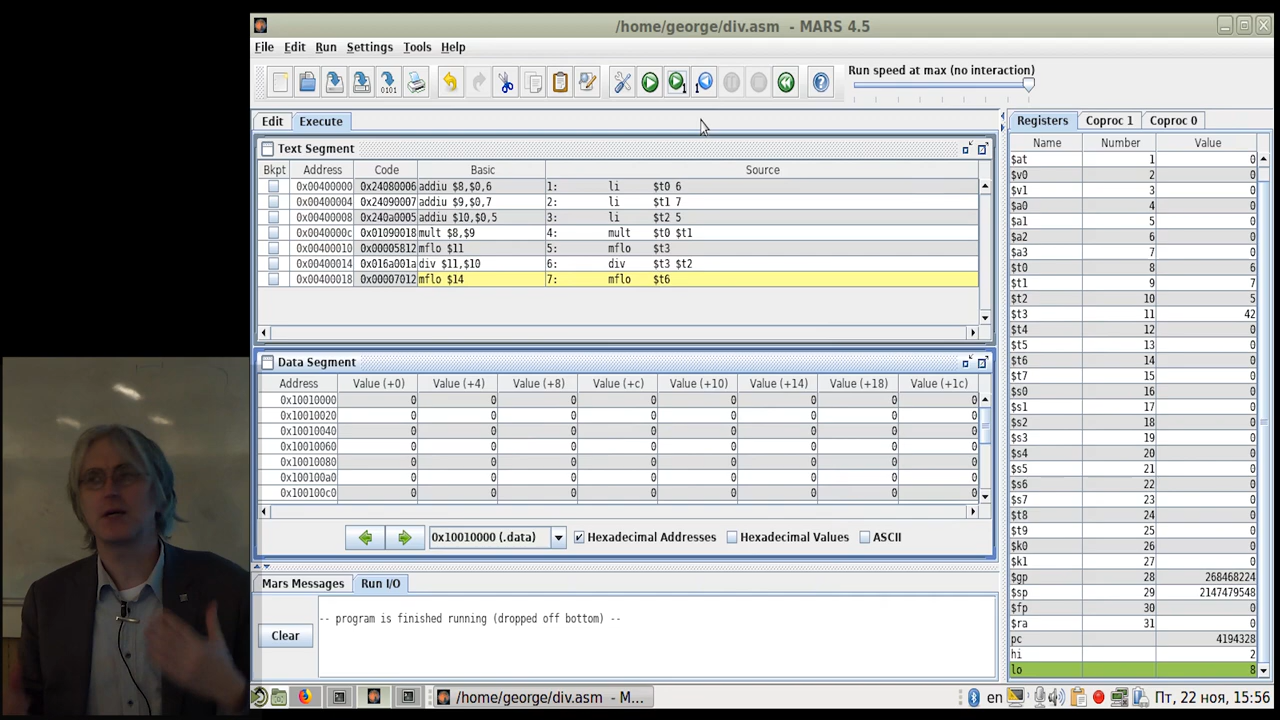 /home/george/div.asm - MARS 4.5
File Edit Run Settings Tools Help
Run speed at max (no interaction)
Edit Execute
Registers Coproc 1 Coproc 0
Text Segment
Bkpt Address Code Basic Source
0x00400000 0x24080006 addiu $8,$0,6 1: li $t0 6
0x00400004 0x24090007 addiu $9,$0,7 2: li $t1 7
0x00400008 0x240a0005 addiu $10,$0,5 3: li $t2 5
0x0040000c 0x01090018 mult $8,$9 4: mult $t0 $t1
0x00400010 0x00005812 mflo $11 5: mflo $t3
0x00400014 0x016a001a div $11,$10 6: div $t3 $t2
0x00400018 0x00007012 mflo $14 7: mflo $t6
Data Segment
Address Value (+0) Value (+4) Value (+8) Value (+c) Value (+10) Value (+14) Value (+18) Value (+1c)
0x10010000 0 0 0 0 0 0 0 0
0x10010020 0 0 0 0 0 0 0 0
0x10010040 0 0 0 0 0 0 0 0
0x10010060 0 0 0 0 0 0 0 0
0x10010080 0 0 0 0 0 0 0 0
0x100100a0 0 0 0 0 0 0 0 0
0x100100c0 0 0 0 0 0 0 0 0
0x10010000 (.data) Hexadecimal Addresses Hexadecimal Values ASCII
Mars Messages Run I/O
-- program is finished running (dropped off bottom) --
Clear
Name Number Value
$at 1 0
$v0 2 0
$v1 3 0
$a0 4 0
$a1 5 0
$a2 6 0
$a3 7 0
$t0 8 6
$t1 9 7
$t2 10 5
$t3 11 42
$t4 12 0
$t5 13 0
$t6 14 0
$t7 15 0
$s0 16 0
$s1 17 0
$s2 18 0
$s3 19 0
$s4 20 0
$s5 21 0
$s6 22 0
$s7 23 0
$t8 24 0
$t9 25 0
$k0 26 0
$k1 27 0
$gp 28 268468224
$sp 29 2147479548
$fp 30 0
$ra 31 0
pc 4194328
hi 2
lo 8
/home/george/div.asm - M...
en Пт, 22 ноя, 15:56